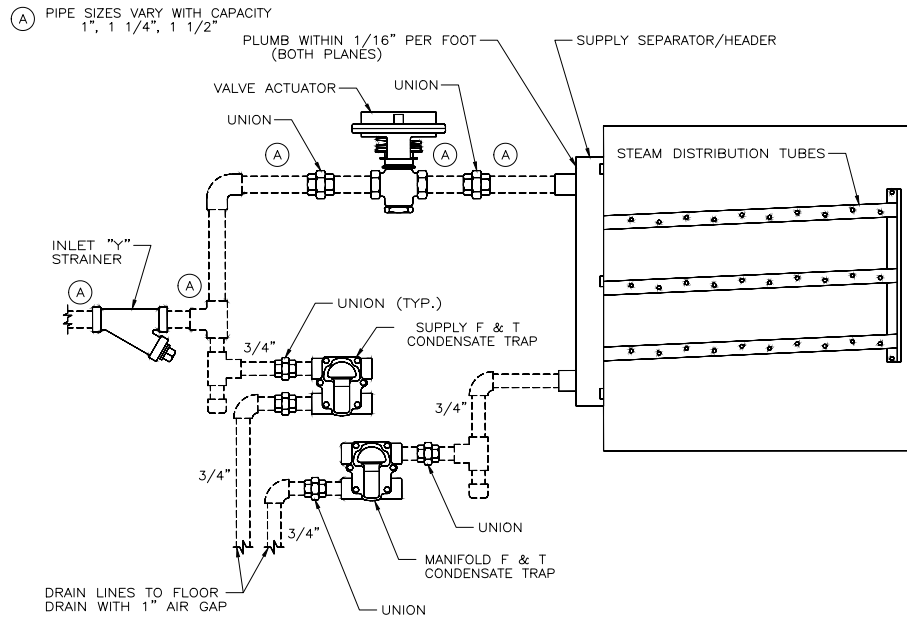 A PIPE SIZES VARY WITH CAPACITY
1", 1 1/4", 1 1/2"
PLUMB WITHIN 1/16" PER FOOT
(BOTH PLANES)
SUPPLY SEPARATOR/HEADER
VALVE ACTUATOR
UNION
UNION
A
A
A
STEAM DISTRIBUTION TUBES
INLET "Y"
STRAINER
A
A
UNION (TYP.)
SUPPLY F & T
CONDENSATE TRAP
3/4"
3/4"
3/4"
3/4"
UNION
MANIFOLD F & T
CONDENSATE TRAP
DRAIN LINES TO FLOOR
DRAIN WITH 1" AIR GAP
UNION